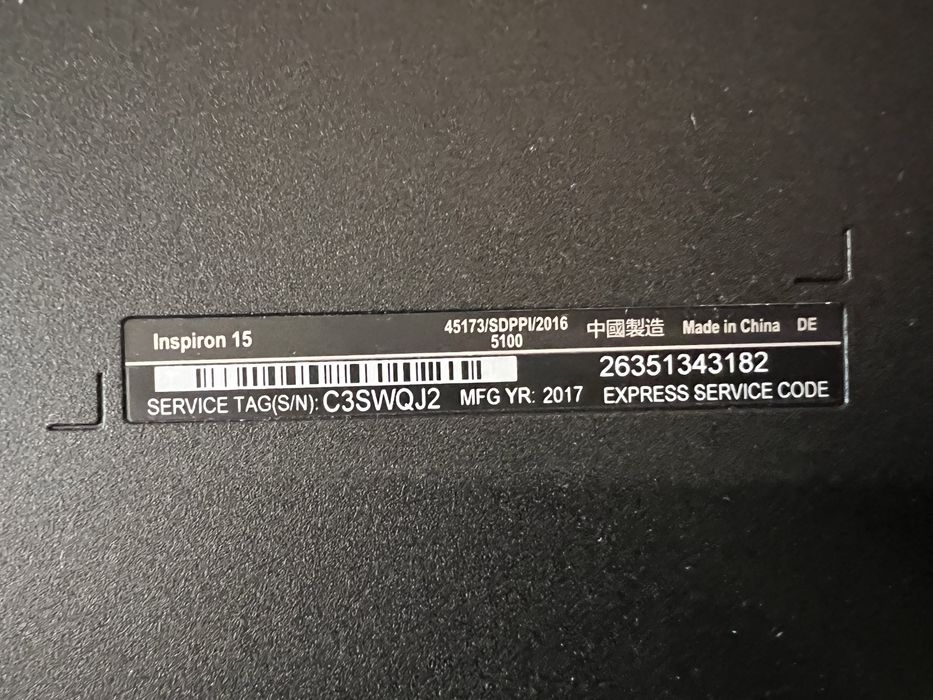 Inspiron 15
45173/SDPPI/2016
5100
中國製造 Made in China DE
26351343182
SERVICE TAG(S/N): C3SWQJ2 MFG YR: 2017 EXPRESS SERVICE CODE